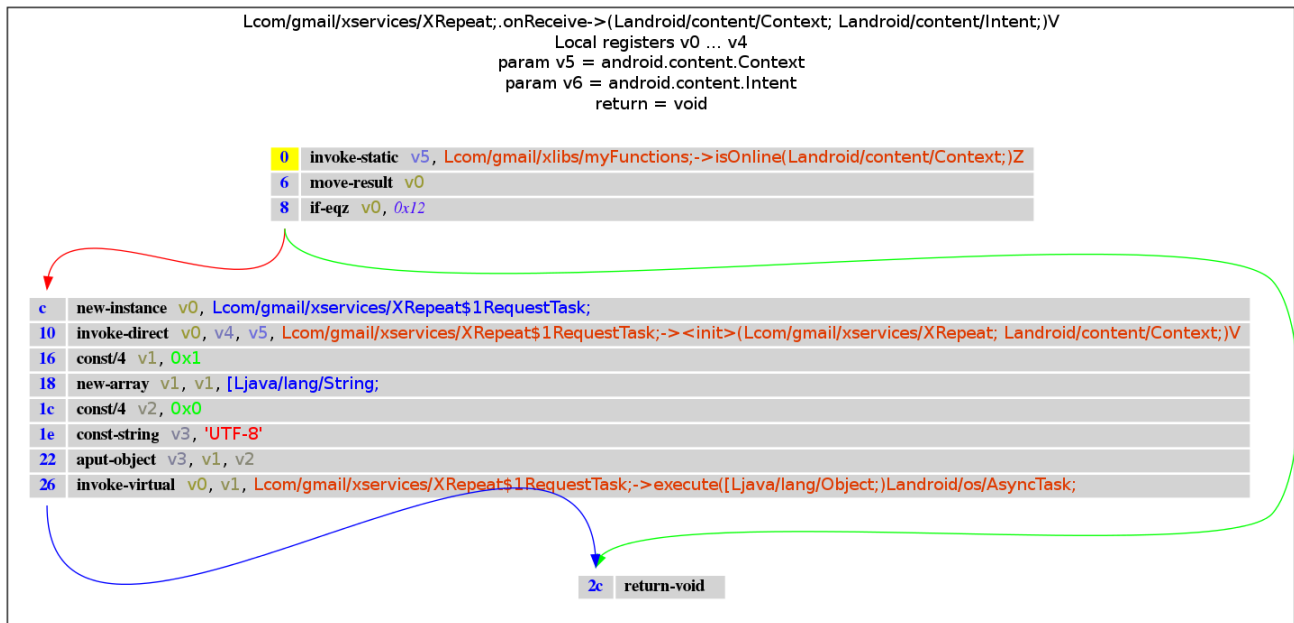 Lcom/gmail/xservices/XRepeat;.onReceive->(Landroid/content/Context; Landroid/content/Intent;)V
Local registers v0 ... v4
param v5 = android.content.Context
param v6 = android.content.Intent
return = void
0 invoke-static v5, Lcom/gmail/xlibs/myFunctions;->isOnline(Landroid/content/Context;)Z
6 move-result v0
8 if-eqz v0, 0x12
c new-instance v0, Lcom/gmail/xservices/XRepeat$1RequestTask;
10 invoke-direct v0, v4, v5, Lcom/gmail/xservices/XRepeat$1RequestTask;-><init>(Lcom/gmail/xservices/XRepeat; Landroid/content/Context;)V
16 const/4 v1, 0x1
18 new-array v1, v1, [Ljava/lang/String;
1c const/4 v2, 0x0
1e const-string v3, 'UTF-8'
22 aput-object v3, v1, v2
26 invoke-virtual v0, v1, Lcom/gmail/xservices/XRepeat$1RequestTask;->execute([Ljava/lang/Object;)Landroid/os/AsyncTask;
2c return-void